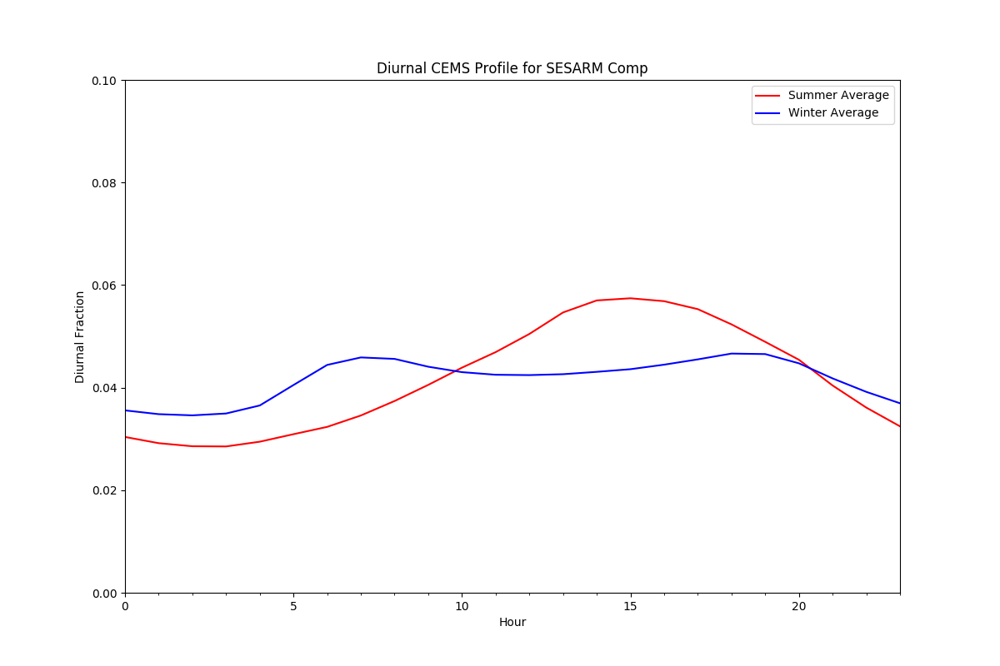 Diurnal CEMS Profile for SESARM Comp
Summer Average
Winter Average
0.10
0.08
0.06
0.04
0.02
0.00
Diurnal Fraction
0 5 10 15 20
Hour